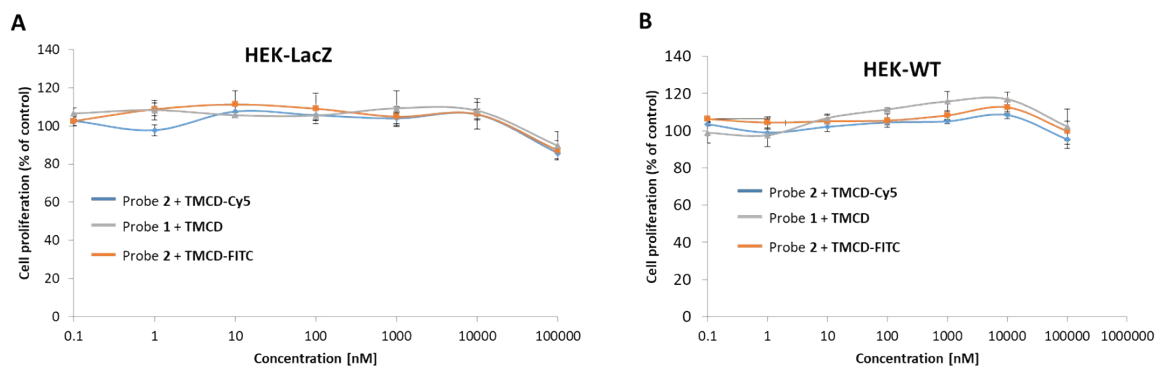 A
HEK-LacZ
Cell proliferation (% of control)
140
120
100
80
60
40
20
0
Probe 2 + TMCD-Cy5
Probe 1 + TMCD
Probe 2 + TMCD-FITC
0.1 1 10 100 1000 10000 100000
Concentration [nM]
B
HEK-WT
Cell proliferation (% of control)
140
120
100
80
60
40
20
0
Probe 2 + TMCD-Cy5
Probe 1 + TMCD
Probe 2 + TMCD-FITC
0.1 1 10 100 1000 10000 100000 1000000
Concentration [nM]